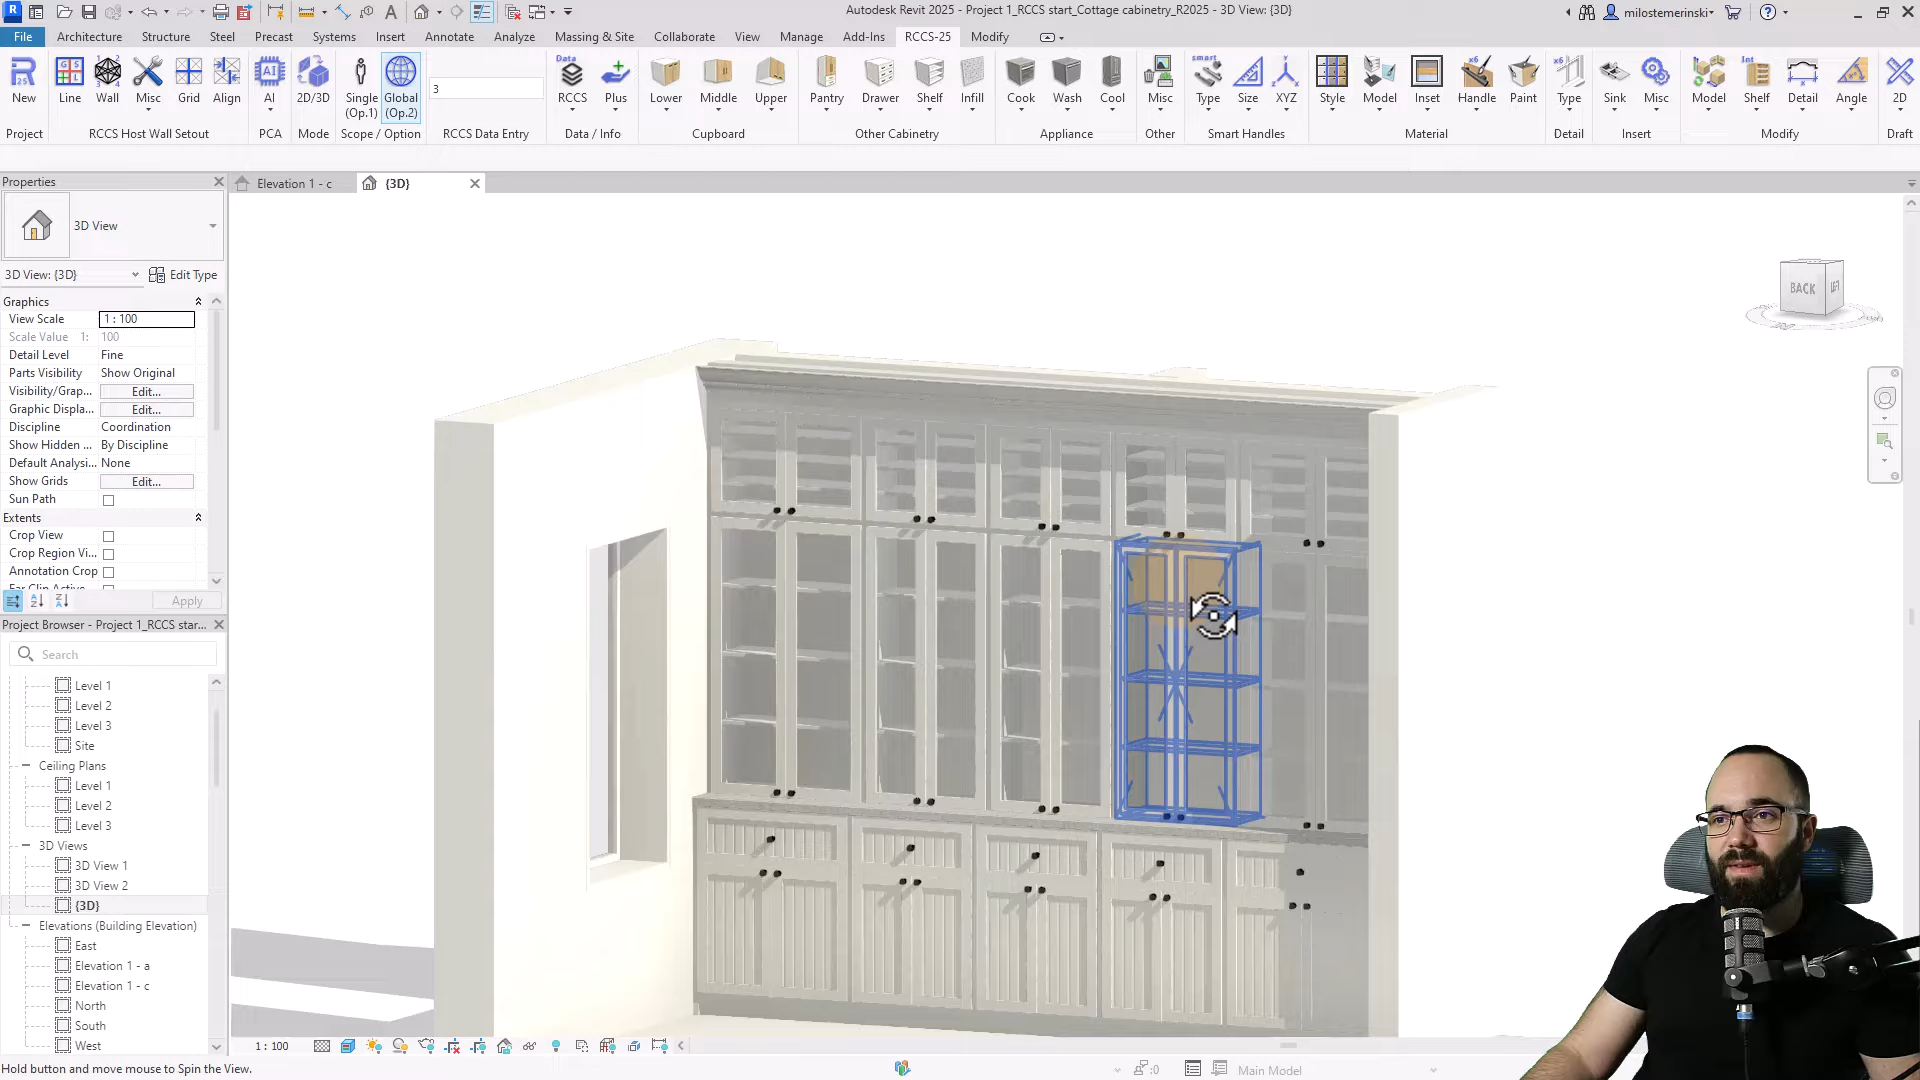 Autodesk Revit 2025 - Project 1_RCCS start_Cottage cabinetry_R2025 - 3D View: {3D}
milostemerinski
File Architecture Structure Steel Precast Systems Insert Annotate Analyze Massing & Site Collaborate View Manage Add-Ins RCCS-25 Modify
New Line Wall Misc Grid Align AI 2D/3D Single (Op.1) Global (Op.2) 3 RCCS Plus Lower Middle Upper Pantry Drawer Shelf Infill Cook Wash Cool Misc Type Size XYZ Style Model Inset Handle Paint Type Sink Misc Model Shelf Detail Angle 2D
Project RCCS Host Wall Setout PCA Mode Scope / Option RCCS Data Entry Data / Info Cupboard Other Cabinetry Appliance Other Smart Handles Material Detail Insert Modify Draft
Properties
Elevation 1 - c
{3D}
3D View
3D View: {3D}
Edit Type
Graphics
View Scale 1 : 100
Scale Value 1: 100
Detail Level Fine
Parts Visibility Show Original
Visibility/Grap... Edit...
Graphic Displa... Edit...
Discipline Coordination
Show Hidden ... By Discipline
Default Analysi... None
Show Grids Edit...
Sun Path
Extents
Crop View
Crop Region Vi...
Annotation Crop
Far Clip Active
Apply
Project Browser - Project 1_RCCS star...
Search
Level 1
Level 2
Level 3
Site
Ceiling Plans
Level 1
Level 2
Level 3
3D Views
3D View 1
3D View 2
{3D}
Elevations (Building Elevation)
East
Elevation 1 - a
Elevation 1 - c
North
South
West
BACK
LEFT
1 : 100
Hold button and move mouse to Spin the View.
:0
Main Model